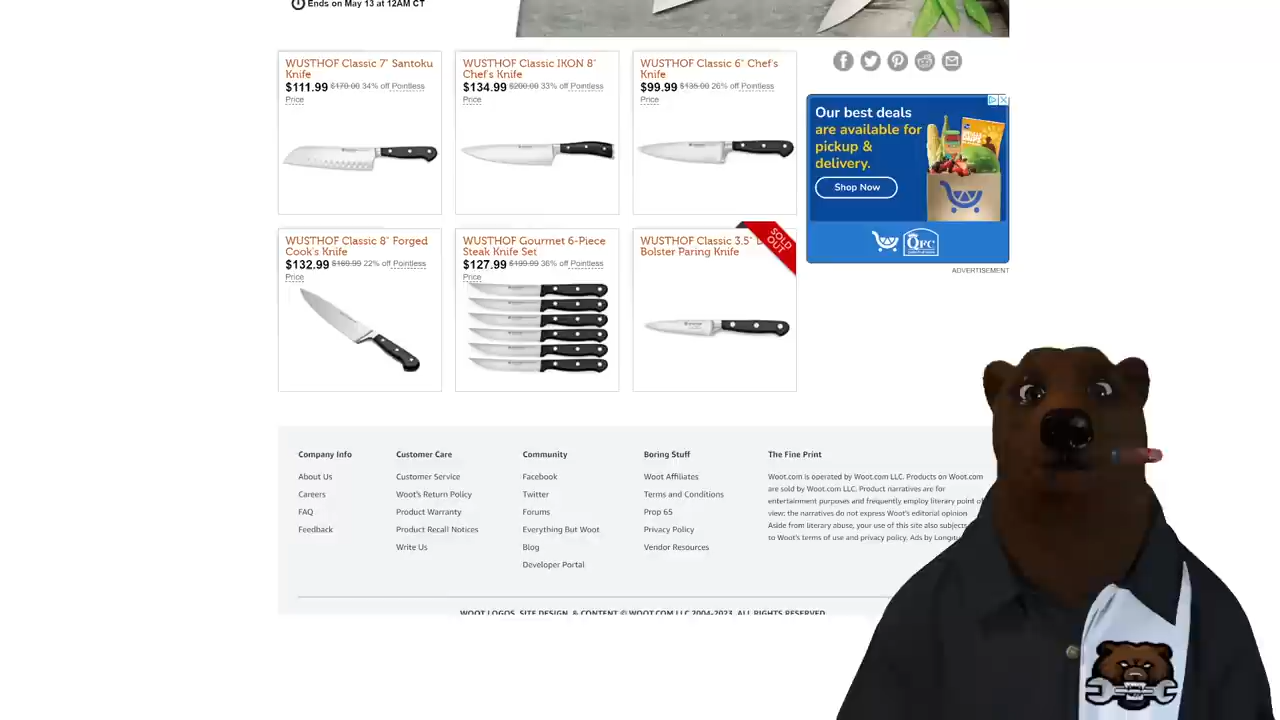 Ends on May 13 at 12AM CT
WUSTHOF Classic 7" Santoku
Knife
$111.99 $170.00 34% off Pointless
Price
WUSTHOF Classic IKON 8"
Chef's Knife
$134.99 $200.00 33% off Pointless
Price
WUSTHOF Classic 6" Chef's
Knife
$99.99 $135.00 26% off Pointless
Price
WUSTHOF Classic 8" Forged
Cook's Knife
$132.99 $169.99 22% off Pointless
Price
WUSTHOF Gourmet 6-Piece
Steak Knife Set
$127.99 $199.99 36% off Pointless
Price
WUSTHOF Classic 3.5"
Bolster Paring Knife
SOLD
OUT
Our best deals
are available for
pickup &
delivery.
Shop Now
QFC
ADVERTISEMENT
Company Info
About Us
Careers
FAQ
Feedback
Customer Care
Customer Service
Woot's Return Policy
Product Warranty
Product Recall Notices
Write Us
Community
Facebook
Twitter
Forums
Everything But Woot
Blog
Developer Portal
Boring Stuff
Woot Affiliates
Terms and Conditions
Prop 65
Privacy Policy
Vendor Resources
The Fine Print
Woot.com is operated by Woot.com LLC. Products on Woot.com
are sold by Woot.com LLC. Product narratives are for
entertainment purposes and frequently employ literary point of
view; the narratives do not express Woot's editorial opinion
Aside from literary abuse, your use of this site also subjects
to Woot's terms of use and privacy policy. Ads by
WOOT LOGOS, SITE DESIGN, & CONTENT © WOOT.COM LLC 2004-2023. ALL RIGHTS RESERVED.